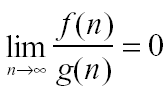 lim_{n→∞} f(n)/g(n) = 0